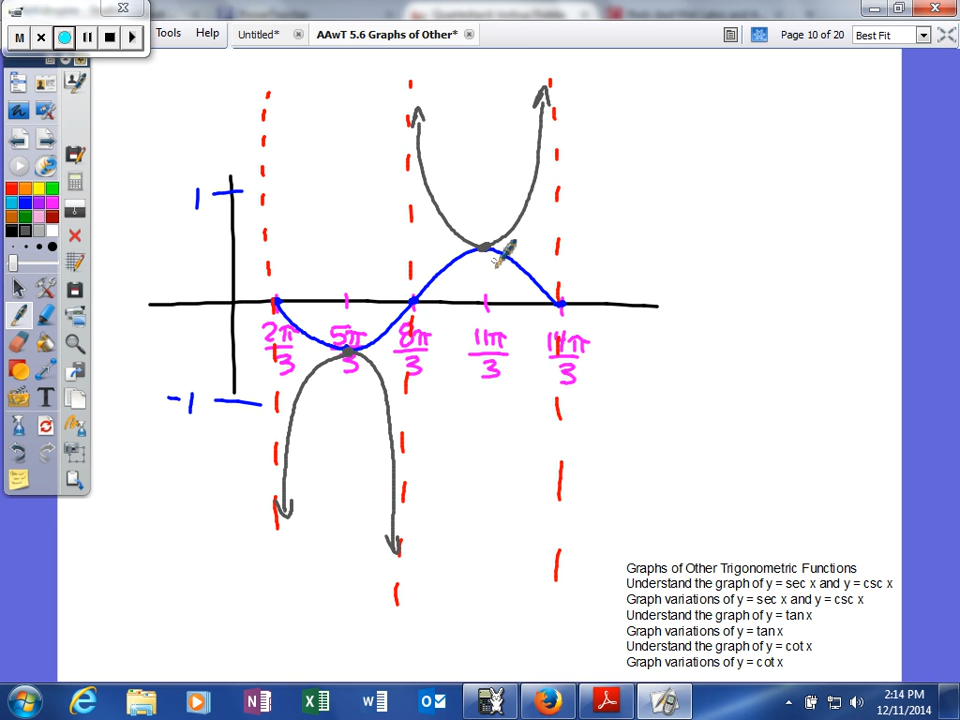 M
Tools Help Untitled* AAwT 5.6 Graphs of Other* Page 10 of 20 Best Fit
1
2π/3 5π/3 8π/3 11π/3 14π/3
-1
Graphs of Other Trigonometric Functions
Understand the graph of y = sec x and y = csc x
Graph variations of y = sec x and y = csc x
Understand the graph of y = tan x
Graph variations of y = tan x
Understand the graph of y = cot x
Graph variations of y = cot x
2:14 PM
12/11/2014